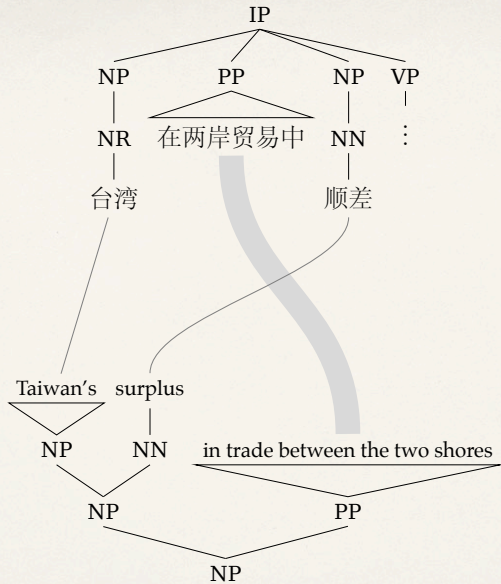 IP
NP PP NP VP
NR 在两岸贸易中 NN ⋮
台湾 顺差
Taiwan's surplus
NP NN in trade between the two shores
NP PP
NP